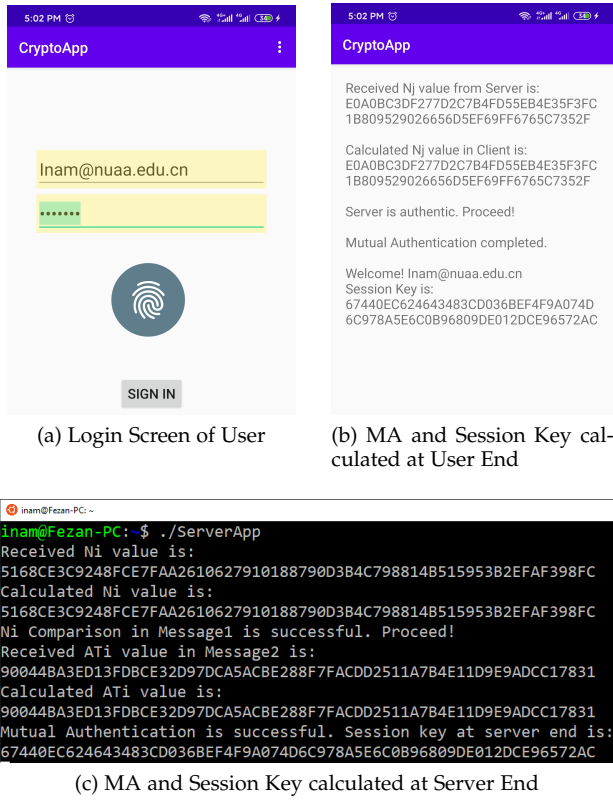 5:02 PM
CryptoApp
Inam@nuaa.edu.cn
•••••••
SIGN IN
(a) Login Screen of User
5:02 PM
CryptoApp
Received Nj value from Server is:
E0A0BC3DF277D2C7B4FD55EB4E35F3FC
1B809529026656D5EF69FF6765C7352F
Calculated Nj value in Client is:
E0A0BC3DF277D2C7B4FD55EB4E35F3FC
1B809529026656D5EF69FF6765C7352F
Server is authentic. Proceed!
Mutual Authentication completed.
Welcome! Inam@nuaa.edu.cn
Session Key is:
67440EC624643483CD036BEF4F9A074D
6C978A5E6C0B96809DE012DCE96572AC
(b) MA and Session Key cal-
culated at User End
inam@Fezan-PC: ~
inam@Fezan-PC:~$ ./ServerApp
Received Ni value is:
5168CE3C9248FCE7FAA2610627910188790D3B4C798814B515953B2EFAF398FC
Calculated Ni value is:
5168CE3C9248FCE7FAA2610627910188790D3B4C798814B515953B2EFAF398FC
Ni Comparison in Message1 is successful. Proceed!
Received ATi value in Message2 is:
90044BA3ED13FDBCE32D97DCA5ACBE288F7FACDD2511A7B4E11D9E9ADCC17831
Calculated ATi value is:
90044BA3ED13FDBCE32D97DCA5ACBE288F7FACDD2511A7B4E11D9E9ADCC17831
Mutual Authentication is successful. Session key at server end is:
67440EC624643483CD036BEF4F9A074D6C978A5E6C0B96809DE012DCE96572AC
(c) MA and Session Key calculated at Server End